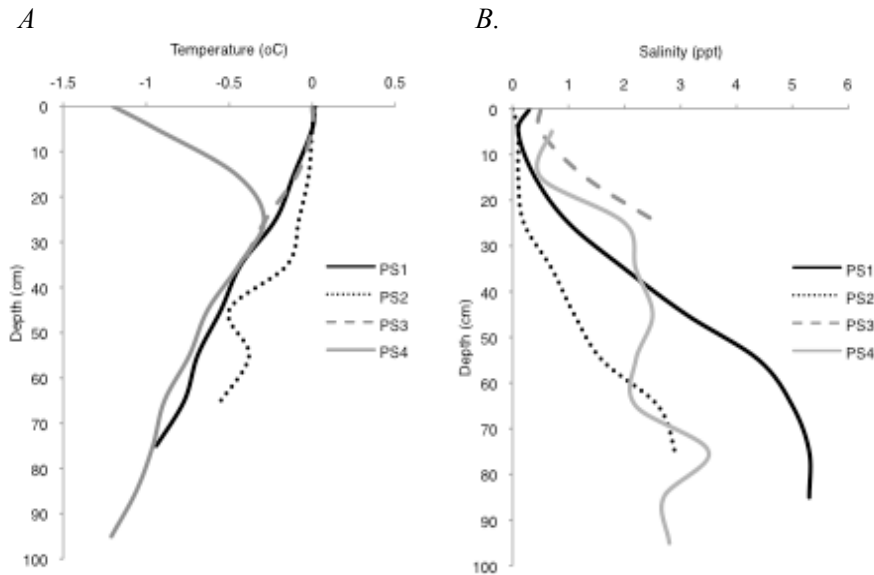 A
B.
Temperature (oC)
-1.5 -1 -0.5 0 0.5
0
10
20
30
40
50
60
70
80
90
100
Depth (cm)
PS1
PS2
PS3
PS4
Salinity (ppt)
0 1 2 3 4 5 6
0
10
20
30
40
50
60
70
80
90
100
Depth (cm)
PS1
PS2
PS3
PS4